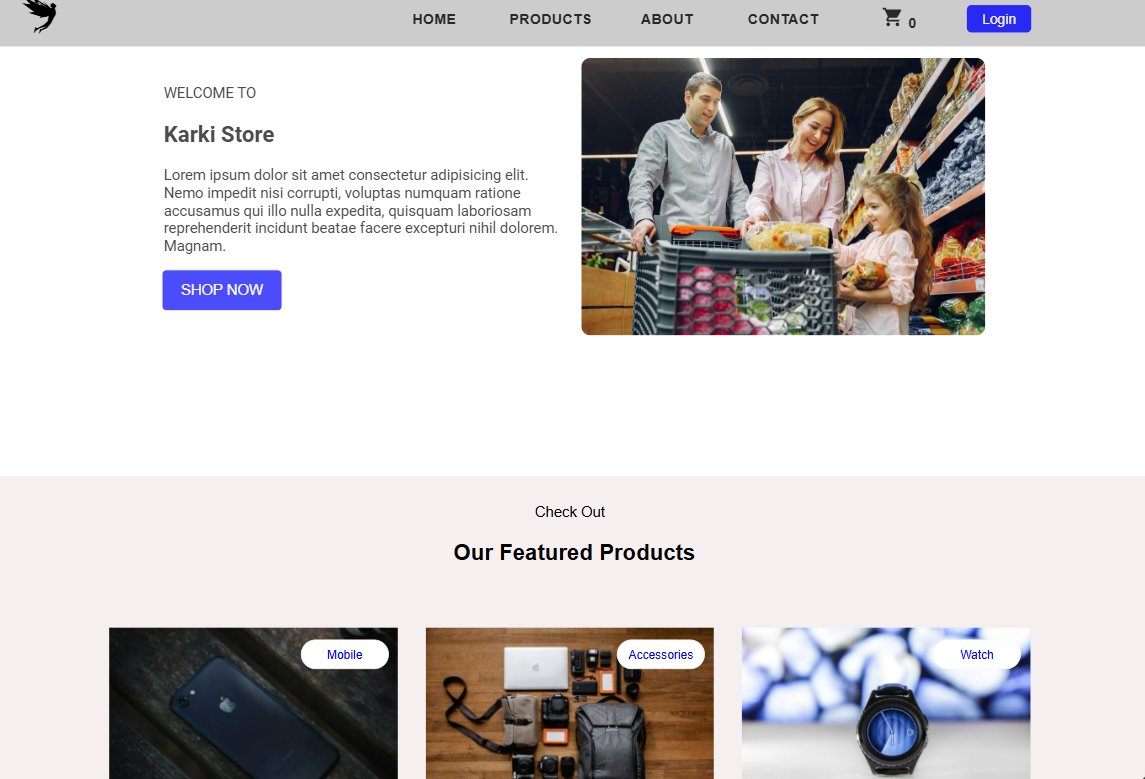 HOME PRODUCTS ABOUT CONTACT 0 Login
WELCOME TO
Karki Store
Lorem ipsum dolor sit amet consectetur adipisicing elit.
Nemo impedit nisi corrupti, voluptas numquam ratione
accusamus qui illo nulla expedita, quisquam laboriosam
reprehenderit incidunt beatae facere excepturi nihil dolorem.
Magnam.
SHOP NOW
Check Out
Our Featured Products
Mobile Accessories Watch